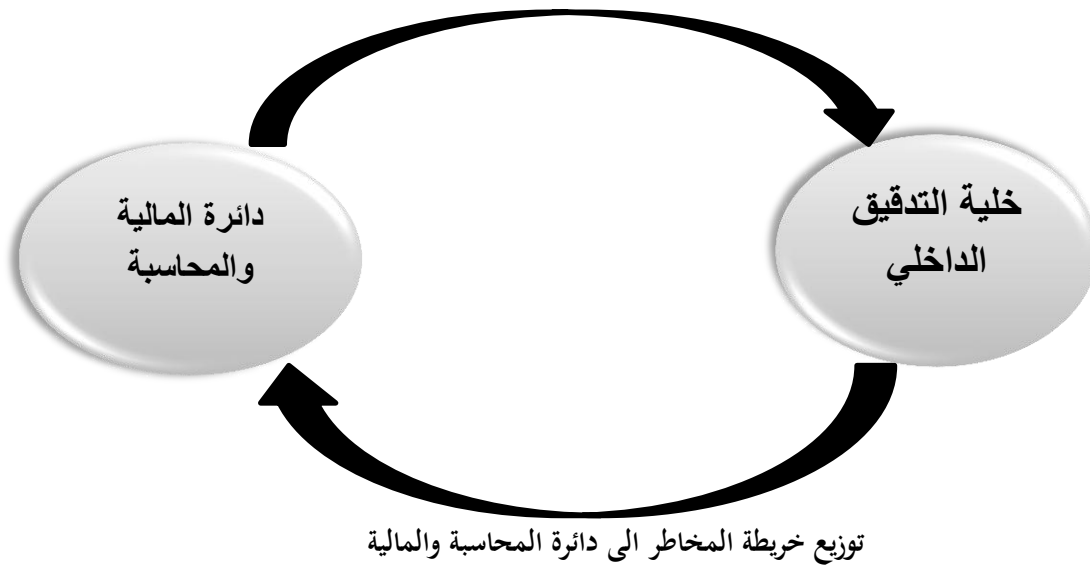 خلية التدقيق
الداخلي
دائرة المالية
والمحاسبة
توزيع خريطة المخاطر الى دائرة المحاسبة والمالية